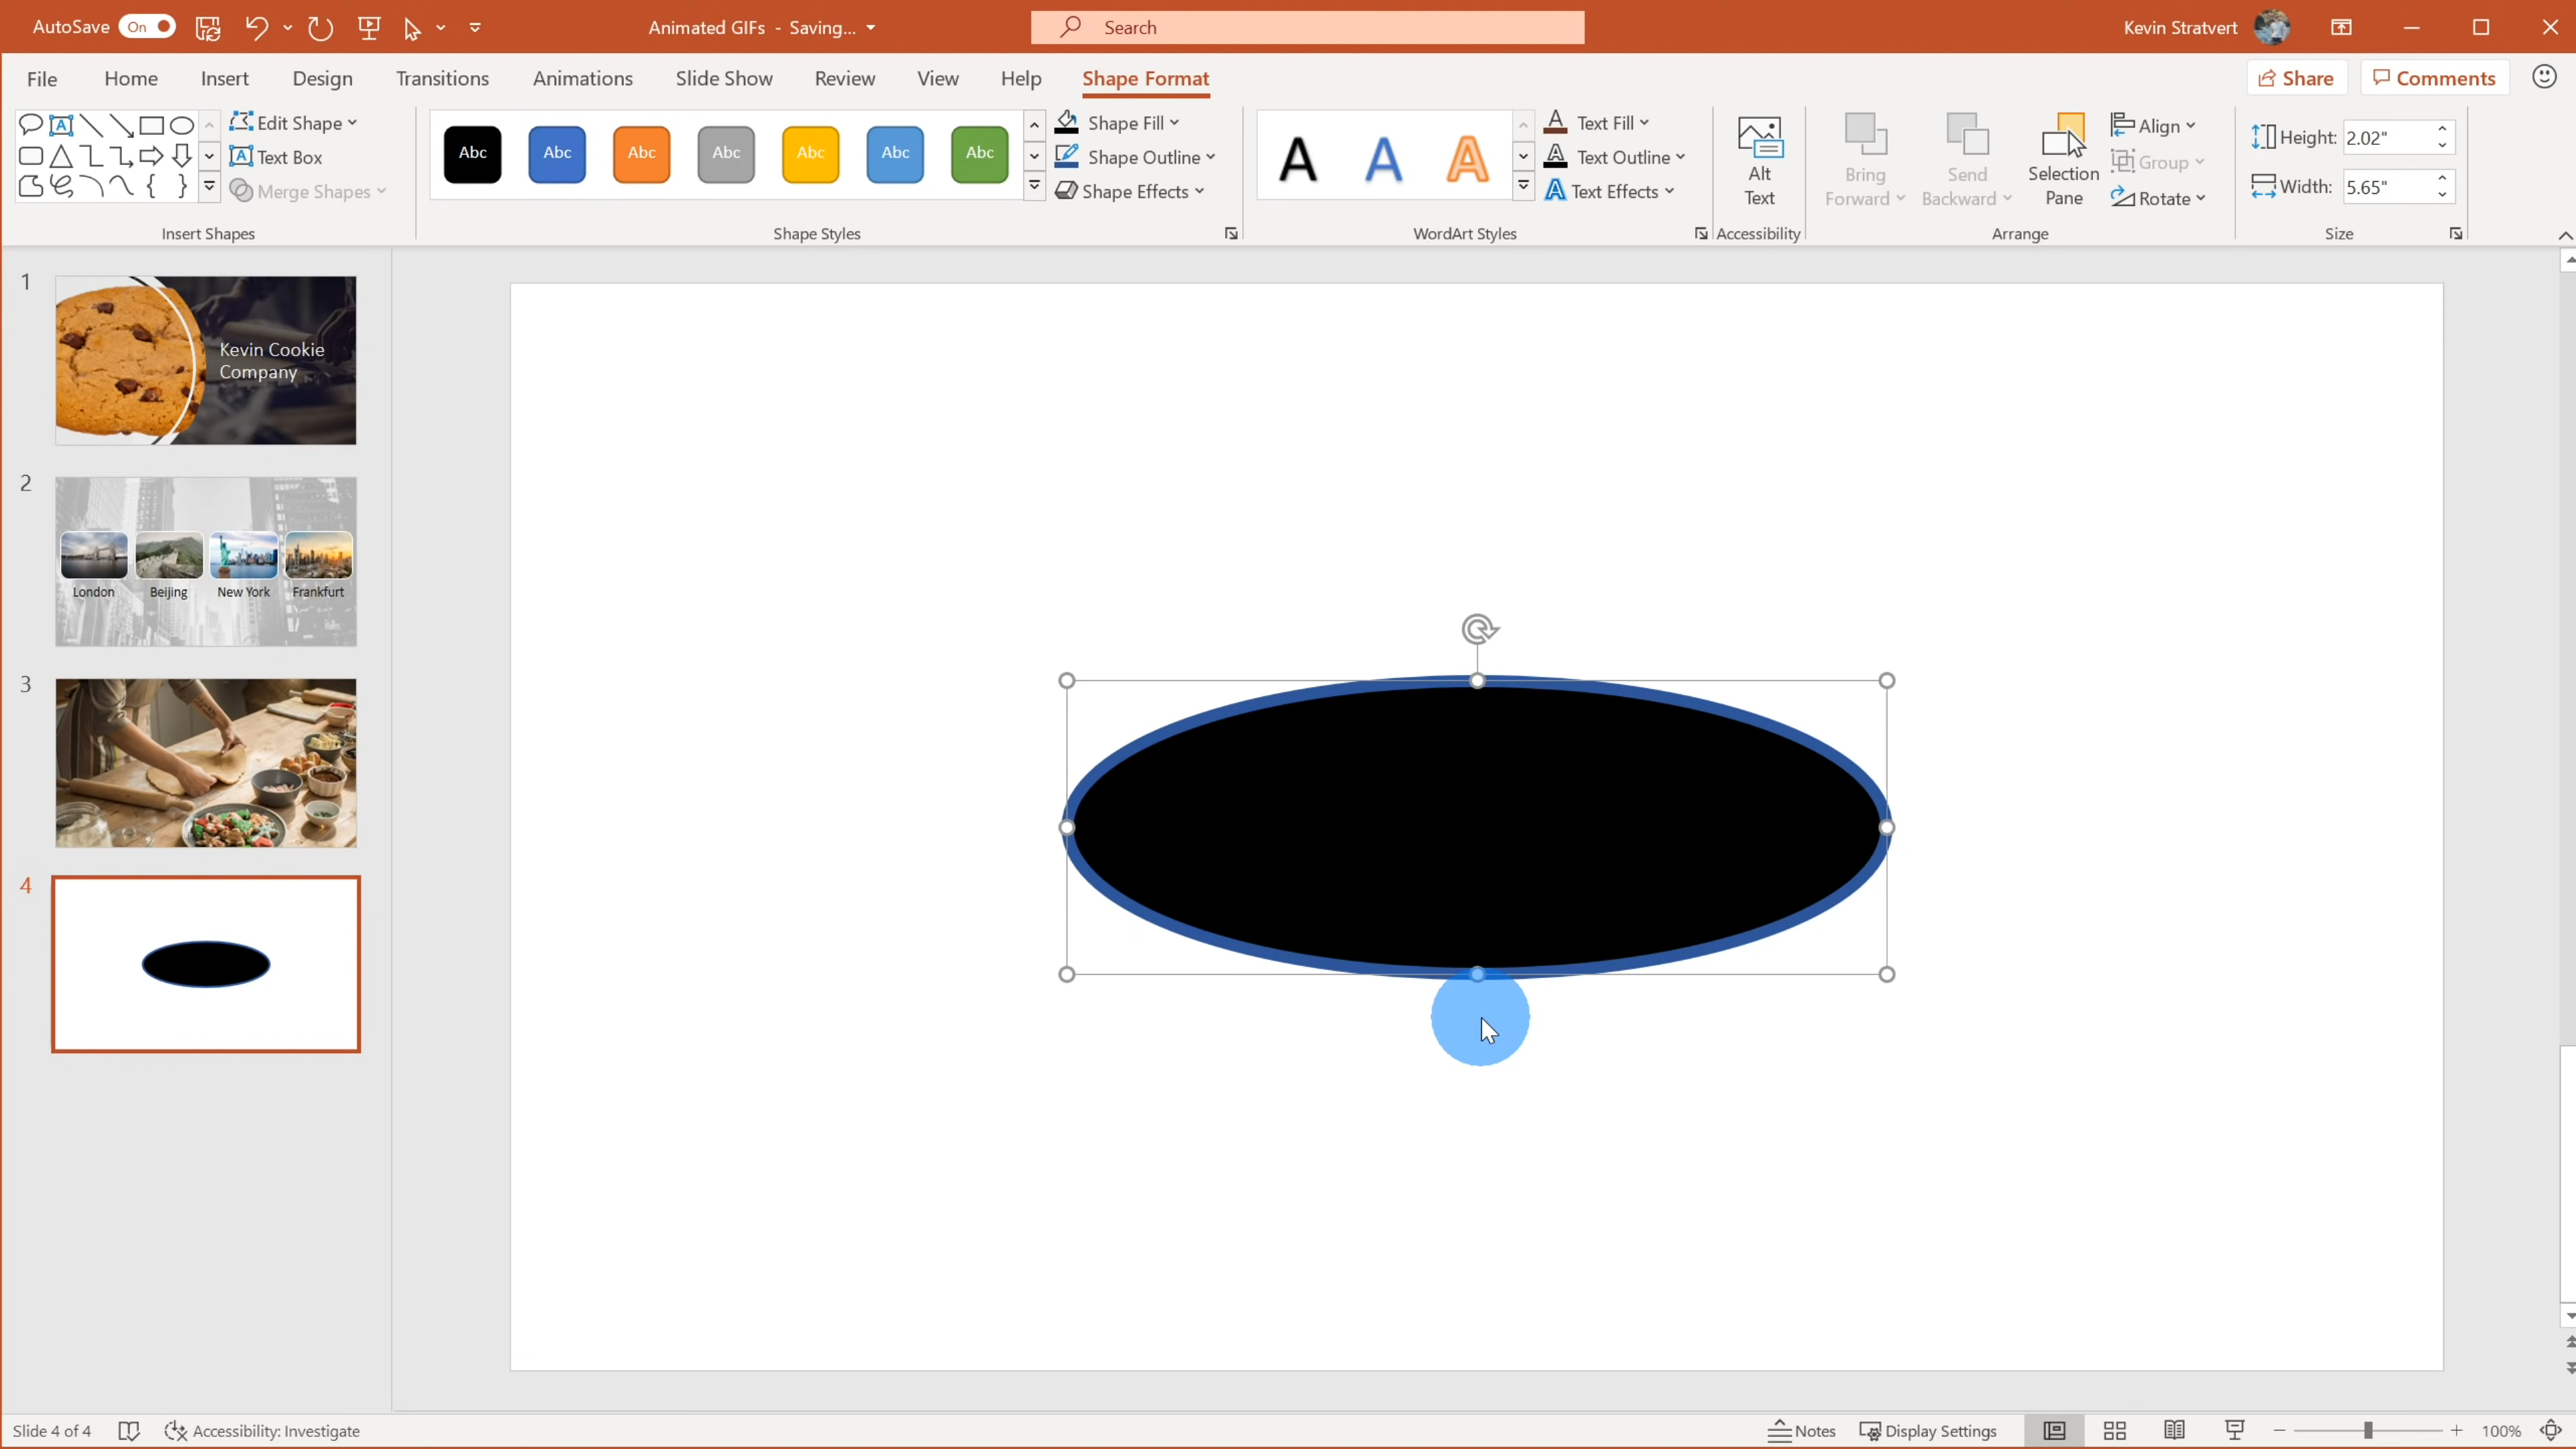 AutoSave On Animated GIFs - Saving... Search Kevin Stratvert
File Home Insert Design Transitions Animations Slide Show Review View Help Shape Format Share Comments
Edit Shape
Text Box
Merge Shapes
Insert Shapes
Abc Abc Abc Abc Abc Abc Abc
Shape Fill
Shape Outline
Shape Effects
Shape Styles
A A A
Text Fill
Text Outline
Text Effects
WordArt Styles
Alt
Text
Accessibility
Bring
Forward
Send
Backward
Selection
Pane
Align
Group
Rotate
Arrange
Height: 2.02"
Width: 5.65"
Size
1
Kevin Cookie
Company
2
London Beijing New York Frankfurt
3
4
Slide 4 of 4 Accessibility: Investigate Notes Display Settings 100%